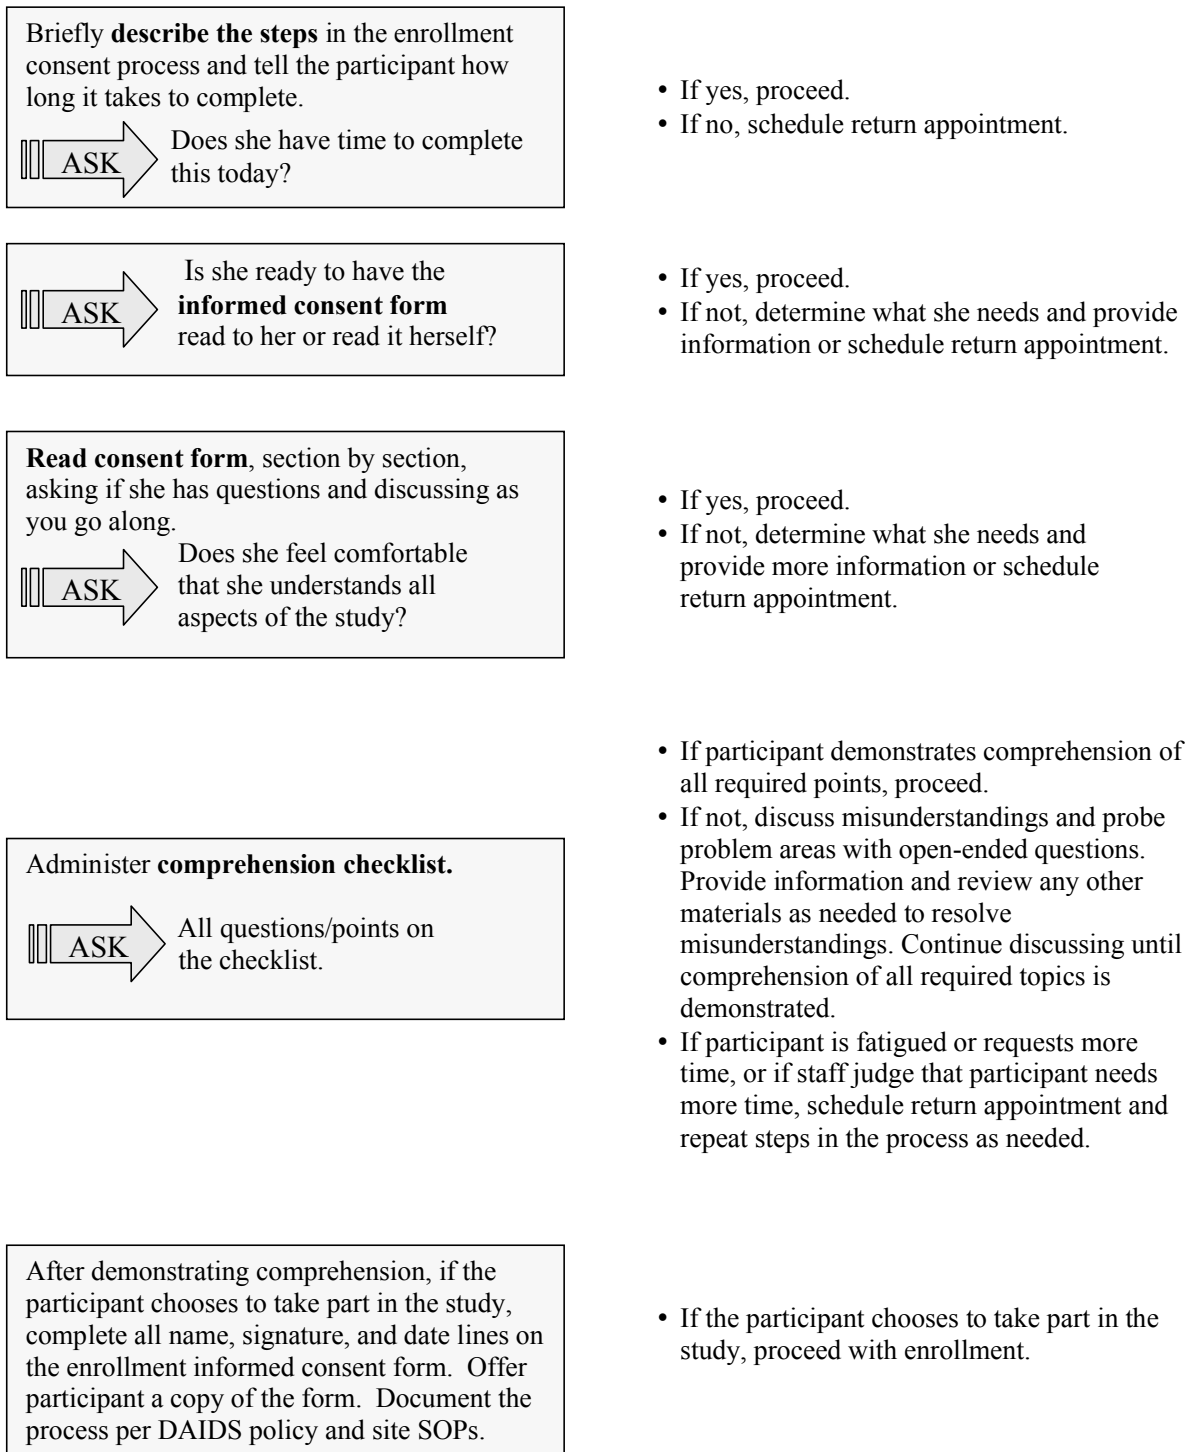 Briefly describe the steps in the enrollment
consent process and tell the participant how
long it takes to complete.
ASK
Does she have time to complete
this today?
• If yes, proceed.
• If no, schedule return appointment.
ASK
Is she ready to have the
informed consent form
read to her or read it herself?
• If yes, proceed.
• If not, determine what she needs and provide
information or schedule return appointment.
Read consent form, section by section,
asking if she has questions and discussing as
you go along.
ASK
Does she feel comfortable
that she understands all
aspects of the study?
• If yes, proceed.
• If not, determine what she needs and
provide more information or schedule
return appointment.
Administer comprehension checklist.
ASK
All questions/points on
the checklist.
• If participant demonstrates comprehension of
all required points, proceed.
• If not, discuss misunderstandings and probe
problem areas with open-ended questions.
Provide information and review any other
materials as needed to resolve
misunderstandings. Continue discussing until
comprehension of all required topics is
demonstrated.
• If participant is fatigued or requests more
time, or if staff judge that participant needs
more time, schedule return appointment and
repeat steps in the process as needed.
After demonstrating comprehension, if the
participant chooses to take part in the study,
complete all name, signature, and date lines on
the enrollment informed consent form.  Offer
participant a copy of the form.  Document the
process per DAIDS policy and site SOPs.
• If the participant chooses to take part in the
study, proceed with enrollment.